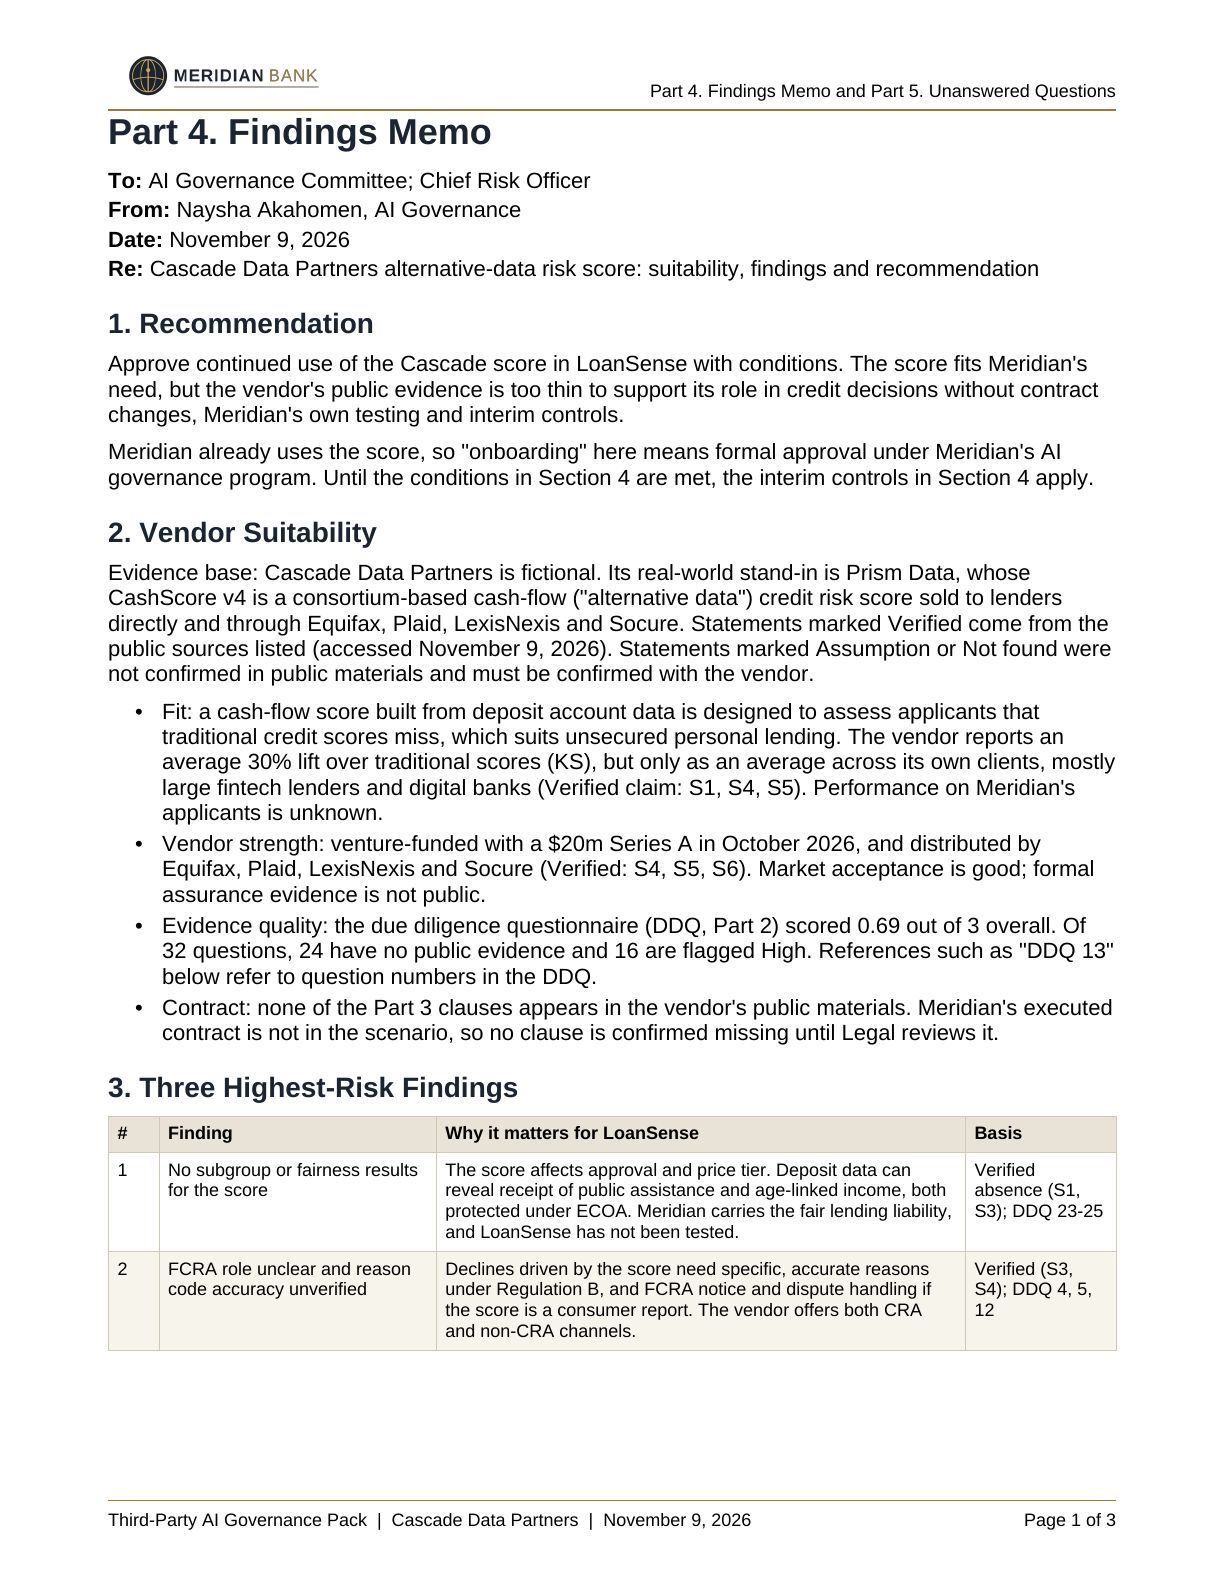 MERIDIAN BANK
Part 4. Findings Memo and Part 5. Unanswered Questions
Part 4. Findings Memo
To: AI Governance Committee; Chief Risk Officer
From: Naysha Akahomen, AI Governance
Date: November 9, 2026
Re: Cascade Data Partners alternative-data risk score: suitability, findings and recommendation
1. Recommendation
Approve continued use of the Cascade score in LoanSense with conditions. The score fits Meridian's
need, but the vendor's public evidence is too thin to support its role in credit decisions without contract
changes, Meridian's own testing and interim controls.
Meridian already uses the score, so "onboarding" here means formal approval under Meridian's AI
governance program. Until the conditions in Section 4 are met, the interim controls in Section 4 apply.
2. Vendor Suitability
Evidence base: Cascade Data Partners is fictional. Its real-world stand-in is Prism Data, whose
CashScore v4 is a consortium-based cash-flow ("alternative data") credit risk score sold to lenders
directly and through Equifax, Plaid, LexisNexis and Socure. Statements marked Verified come from the
public sources listed (accessed November 9, 2026). Statements marked Assumption or Not found were
not confirmed in public materials and must be confirmed with the vendor.
• Fit: a cash-flow score built from deposit account data is designed to assess applicants that
traditional credit scores miss, which suits unsecured personal lending. The vendor reports an
average 30% lift over traditional scores (KS), but only as an average across its own clients, mostly
large fintech lenders and digital banks (Verified claim: S1, S4, S5). Performance on Meridian's
applicants is unknown.
• Vendor strength: venture-funded with a $20m Series A in October 2026, and distributed by
Equifax, Plaid, LexisNexis and Socure (Verified: S4, S5, S6). Market acceptance is good; formal
assurance evidence is not public.
• Evidence quality: the due diligence questionnaire (DDQ, Part 2) scored 0.69 out of 3 overall. Of
32 questions, 24 have no public evidence and 16 are flagged High. References such as "DDQ 13"
below refer to question numbers in the DDQ.
• Contract: none of the Part 3 clauses appears in the vendor's public materials. Meridian's executed
contract is not in the scenario, so no clause is confirmed missing until Legal reviews it.
3. Three Highest-Risk Findings
# Finding Why it matters for LoanSense Basis
1 No subgroup or fairness results The score affects approval and price tier. Deposit data can Verified
for the score reveal receipt of public assistance and age-linked income, both absence (S1,
protected under ECOA. Meridian carries the fair lending liability, S3); DDQ 23-25
and LoanSense has not been tested.
2 FCRA role unclear and reason Declines driven by the score need specific, accurate reasons Verified (S3,
code accuracy unverified under Regulation B, and FCRA notice and dispute handling if S4); DDQ 4, 5,
the score is a consumer report. The vendor offers both CRA 12
and non-CRA channels.
Third-Party AI Governance Pack | Cascade Data Partners | November 9, 2026
Page 1 of 3